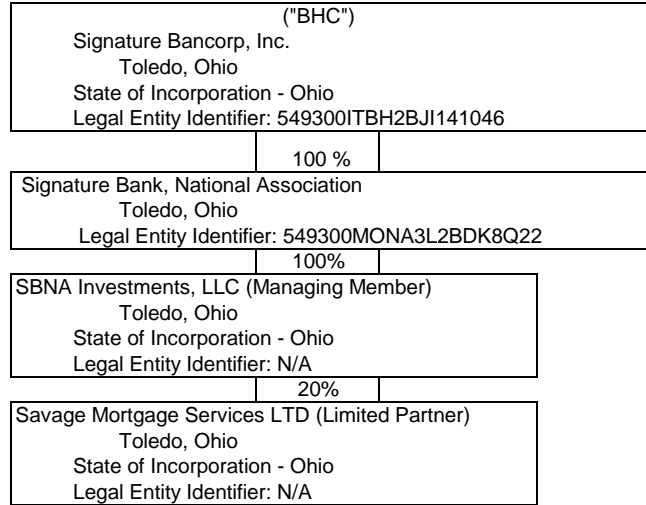 ("BHC")
Signature Bancorp, Inc.
Toledo, Ohio
State of Incorporation - Ohio
Legal Entity Identifier: 549300ITBH2BJI141046
100 %
Signature Bank, National Association
Toledo, Ohio
Legal Entity Identifier: 549300MONA3L2BDK8Q22
100%
SBNA Investments, LLC (Managing Member)
Toledo, Ohio
State of Incorporation - Ohio
Legal Entity Identifier: N/A
20%
Savage Mortgage Services LTD (Limited Partner)
Toledo, Ohio
State of Incorporation - Ohio
Legal Entity Identifier: N/A